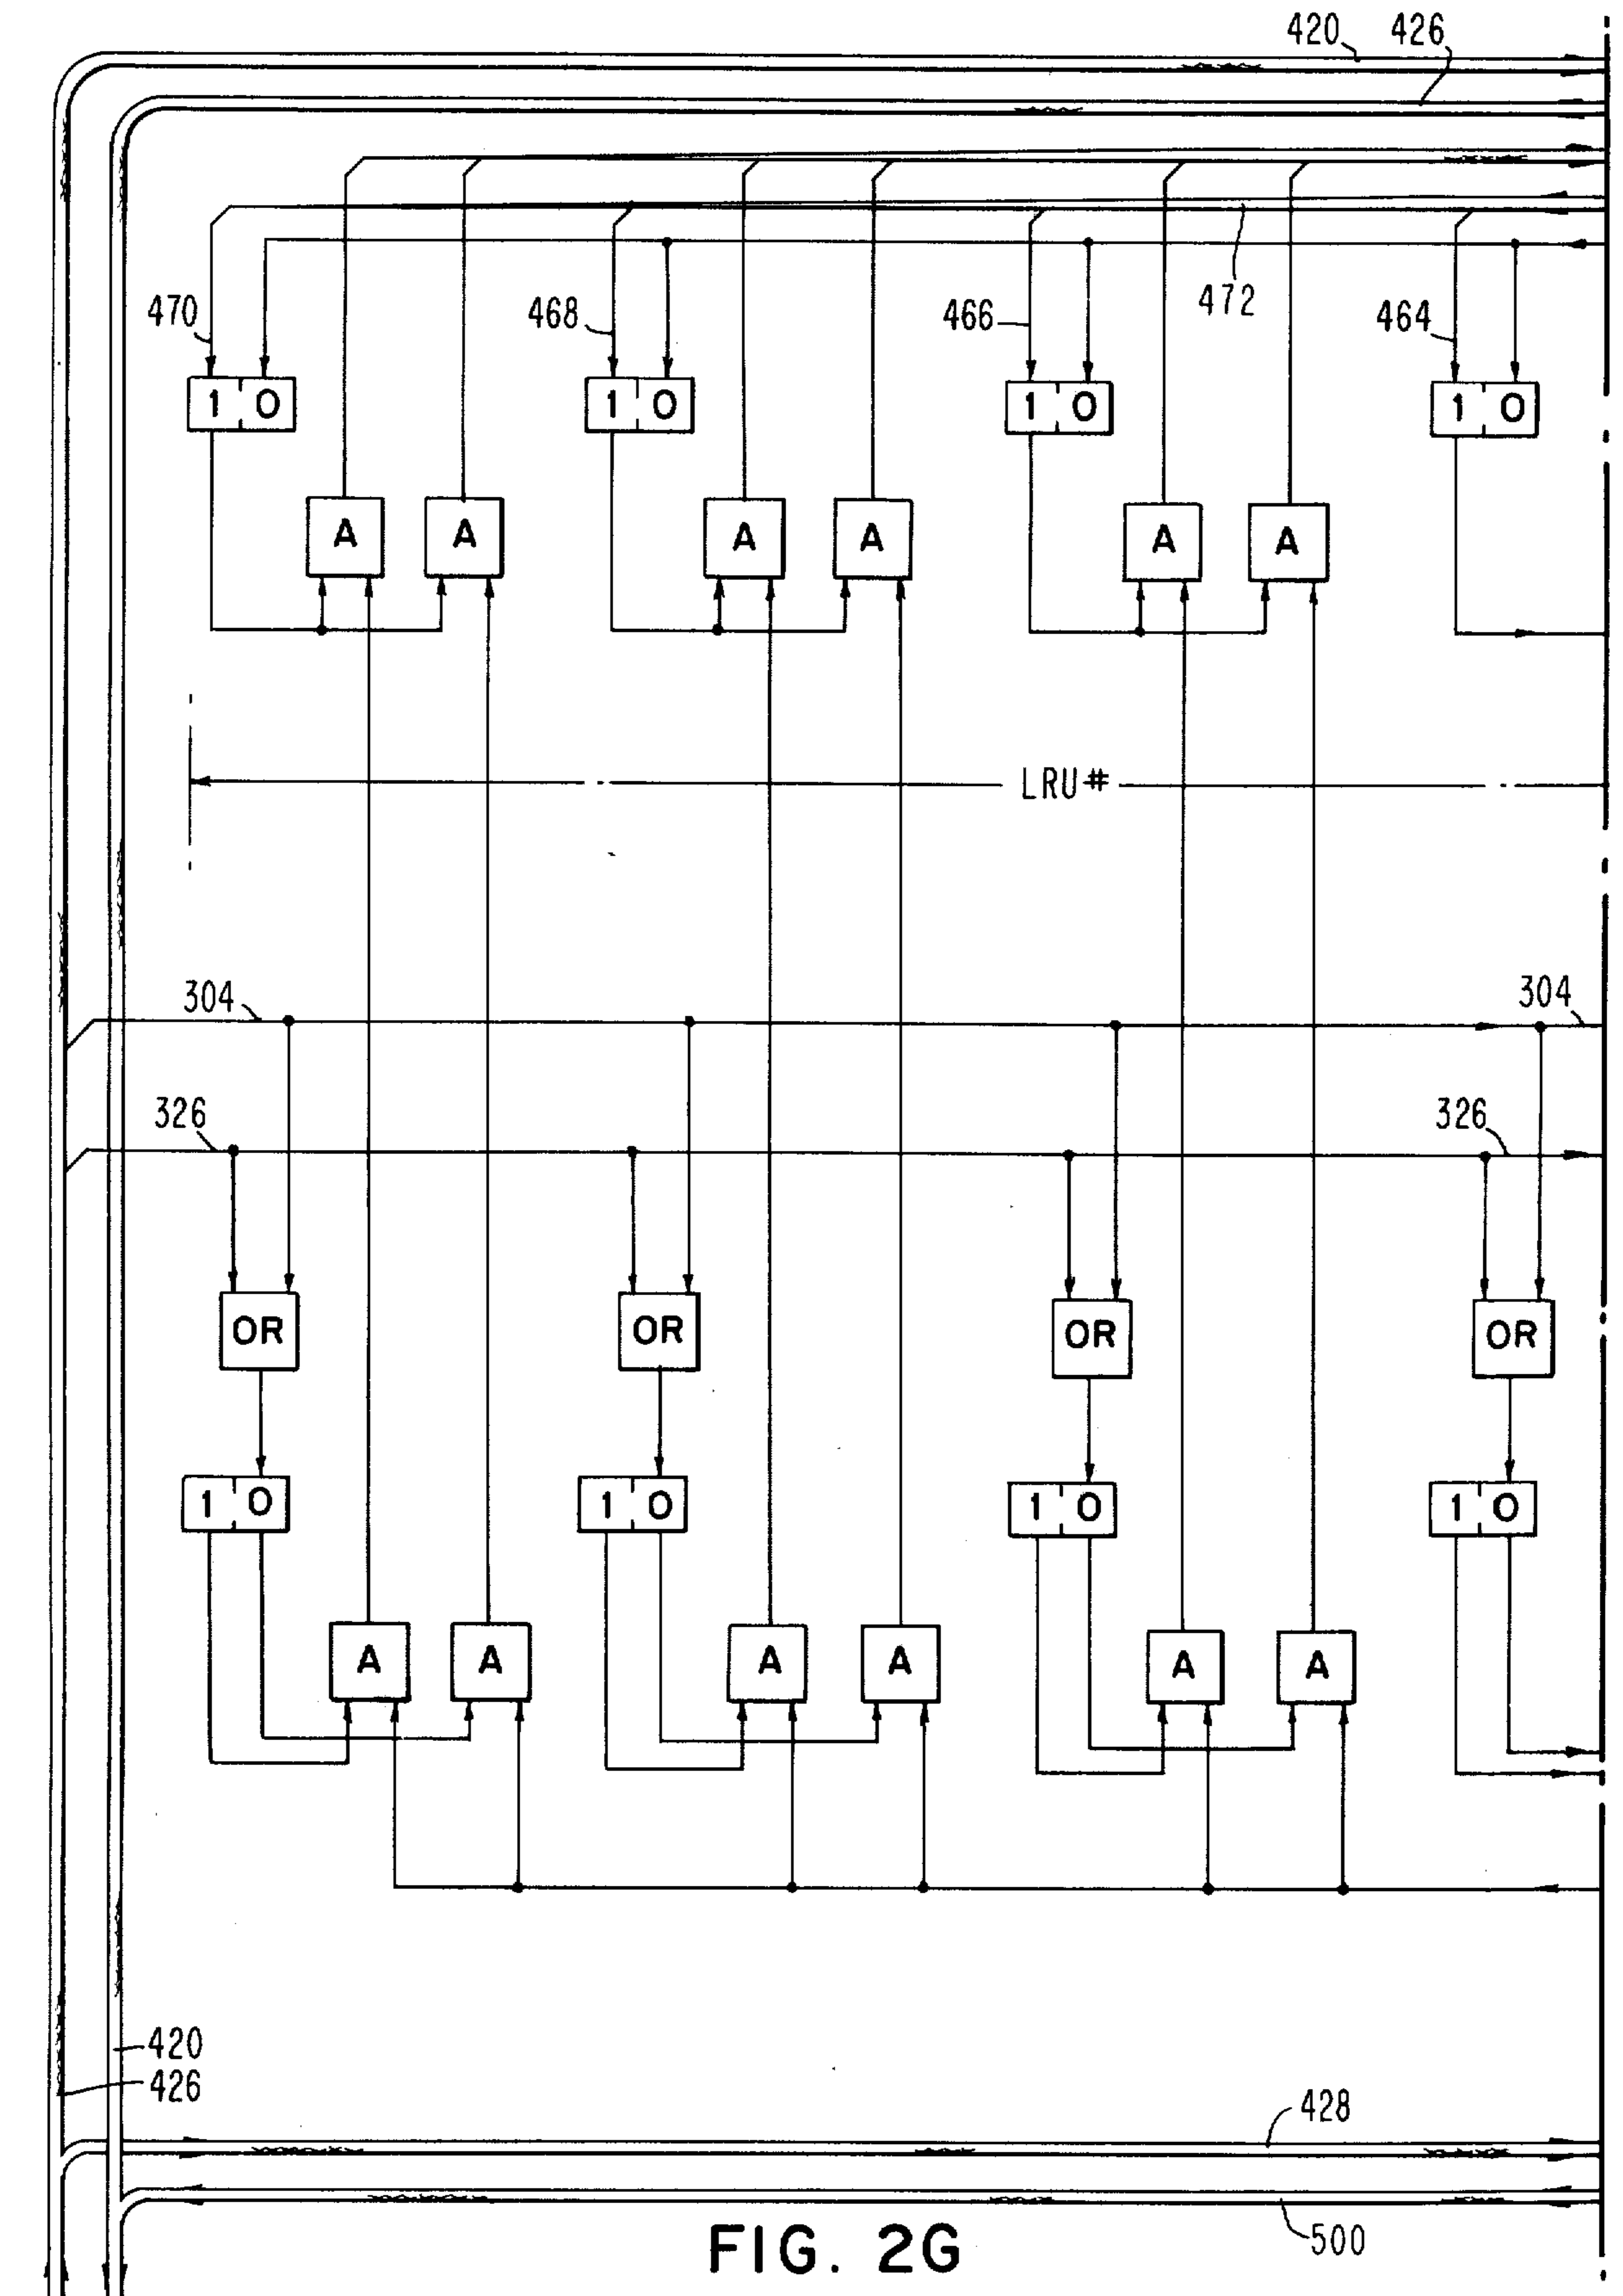 420 426
470 468 466 472 464
1 0 1 0 1 0 1 0
A A A A A A
LRU#
304 304
326 326
OR OR OR OR
1 0 1 0 1 0 1 0
A A A A A A
420
426
428
500
FIG. 2G